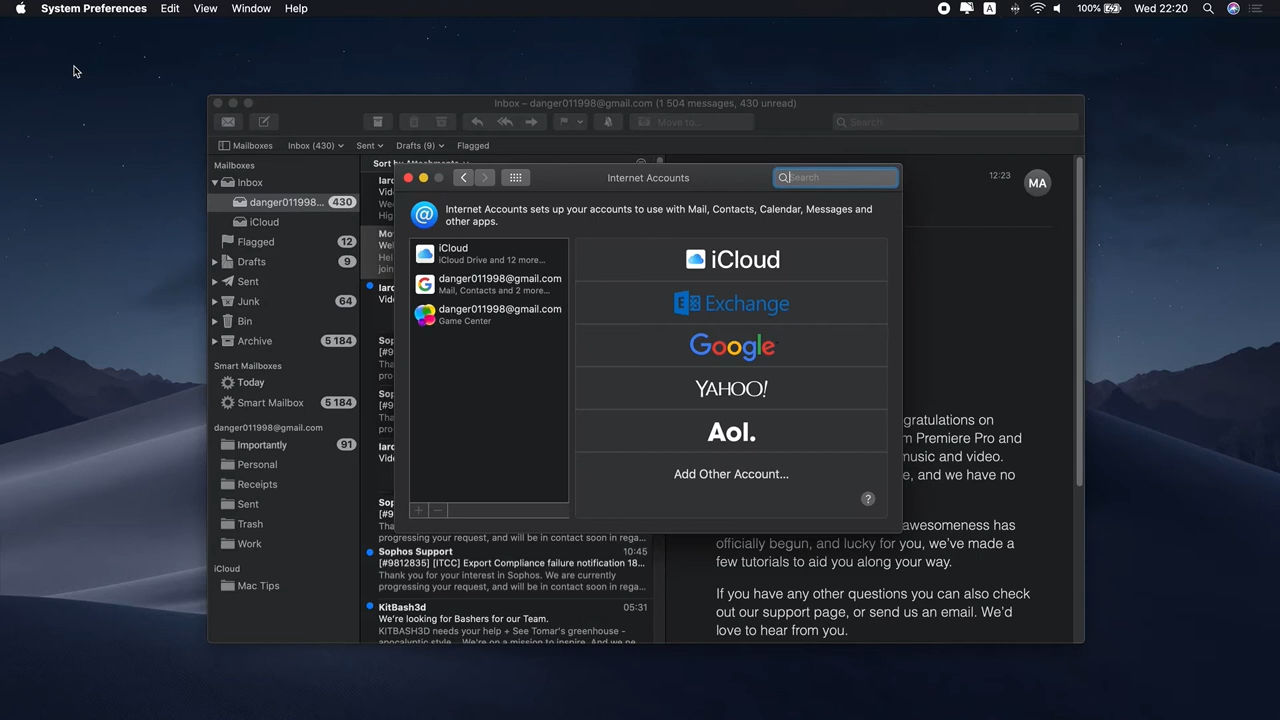 System Preferences Edit View Window Help
A 100% Wed 22:20
Inbox – danger011998@gmail.com (1 504 messages, 430 unread)
Move to... Search
Mailboxes Inbox (430) Sent Drafts (9) Flagged
Mailboxes
Inbox
danger011998... 430
iCloud
Flagged 12
Drafts 9
Sent
Junk 64
Bin
Archive 5 184
Smart Mailboxes
Today
Smart Mailbox 5 184
danger011998@gmail.com
Importantly 91
Personal
Receipts
Sent
Trash
Work
iCloud
Mac Tips
Sort by Attachments
Internet Accounts
Search
Internet Accounts sets up your accounts to use with Mail, Contacts, Calendar, Messages and
other apps.
iCloud
iCloud Drive and 12 more...
danger011998@gmail.com
Mail, Contacts and 2 more...
danger011998@gmail.com
Game Center
iCloud
Exchange
Google
YAHOO!
Aol.
Add Other Account...
?
progressing your request, and will be in contact soon in rega...
Sophos Support 10:45
[#9812835] [ITCC] Export Compliance failure notification 18...
Thank you for your interest in Sophos. We are currently
progressing your request, and will be in contact soon in rega...
KitBash3d 05:31
We're looking for Bashers for our Team.
KITBASH3D needs your help + See Tomar's greenhouse -
12:23 MA
gratulations on
m Premiere Pro and
music and video.
e, and we have no
awesomeness has
officially begun, and lucky for you, we've made a
few tutorials to aid you along your way.
If you have any other questions you can also check
out our support page, or send us an email. We'd
love to hear from you.